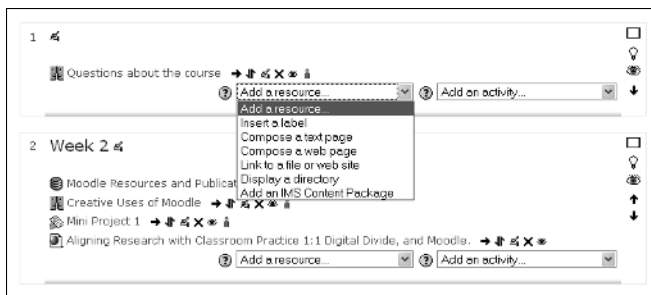 1
Questions about the course
Add a resource... Add an activity...
Add a resource...
Insert a label
Compose a text page
Compose a web page
Link to a file or web site
Display a directory
Add an IMS Content Package
2 Week 2
Moodle Resources and Publicat
Creative Uses of Moodle
Mini Project 1
Aligning Research with Classroom Practice 1:1 Digital Divide, and Moodle.
Add a resource... Add an activity...